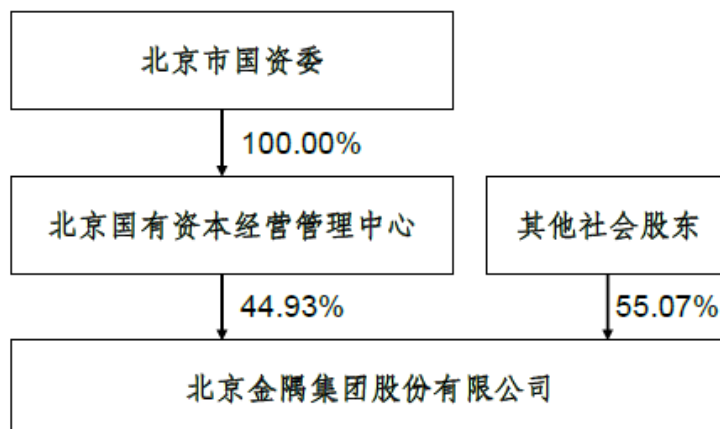 北京市国资委
100.00%
北京国有资本经营管理中心
其他社会股东
44.93%
55.07%
北京金隅集团股份有限公司